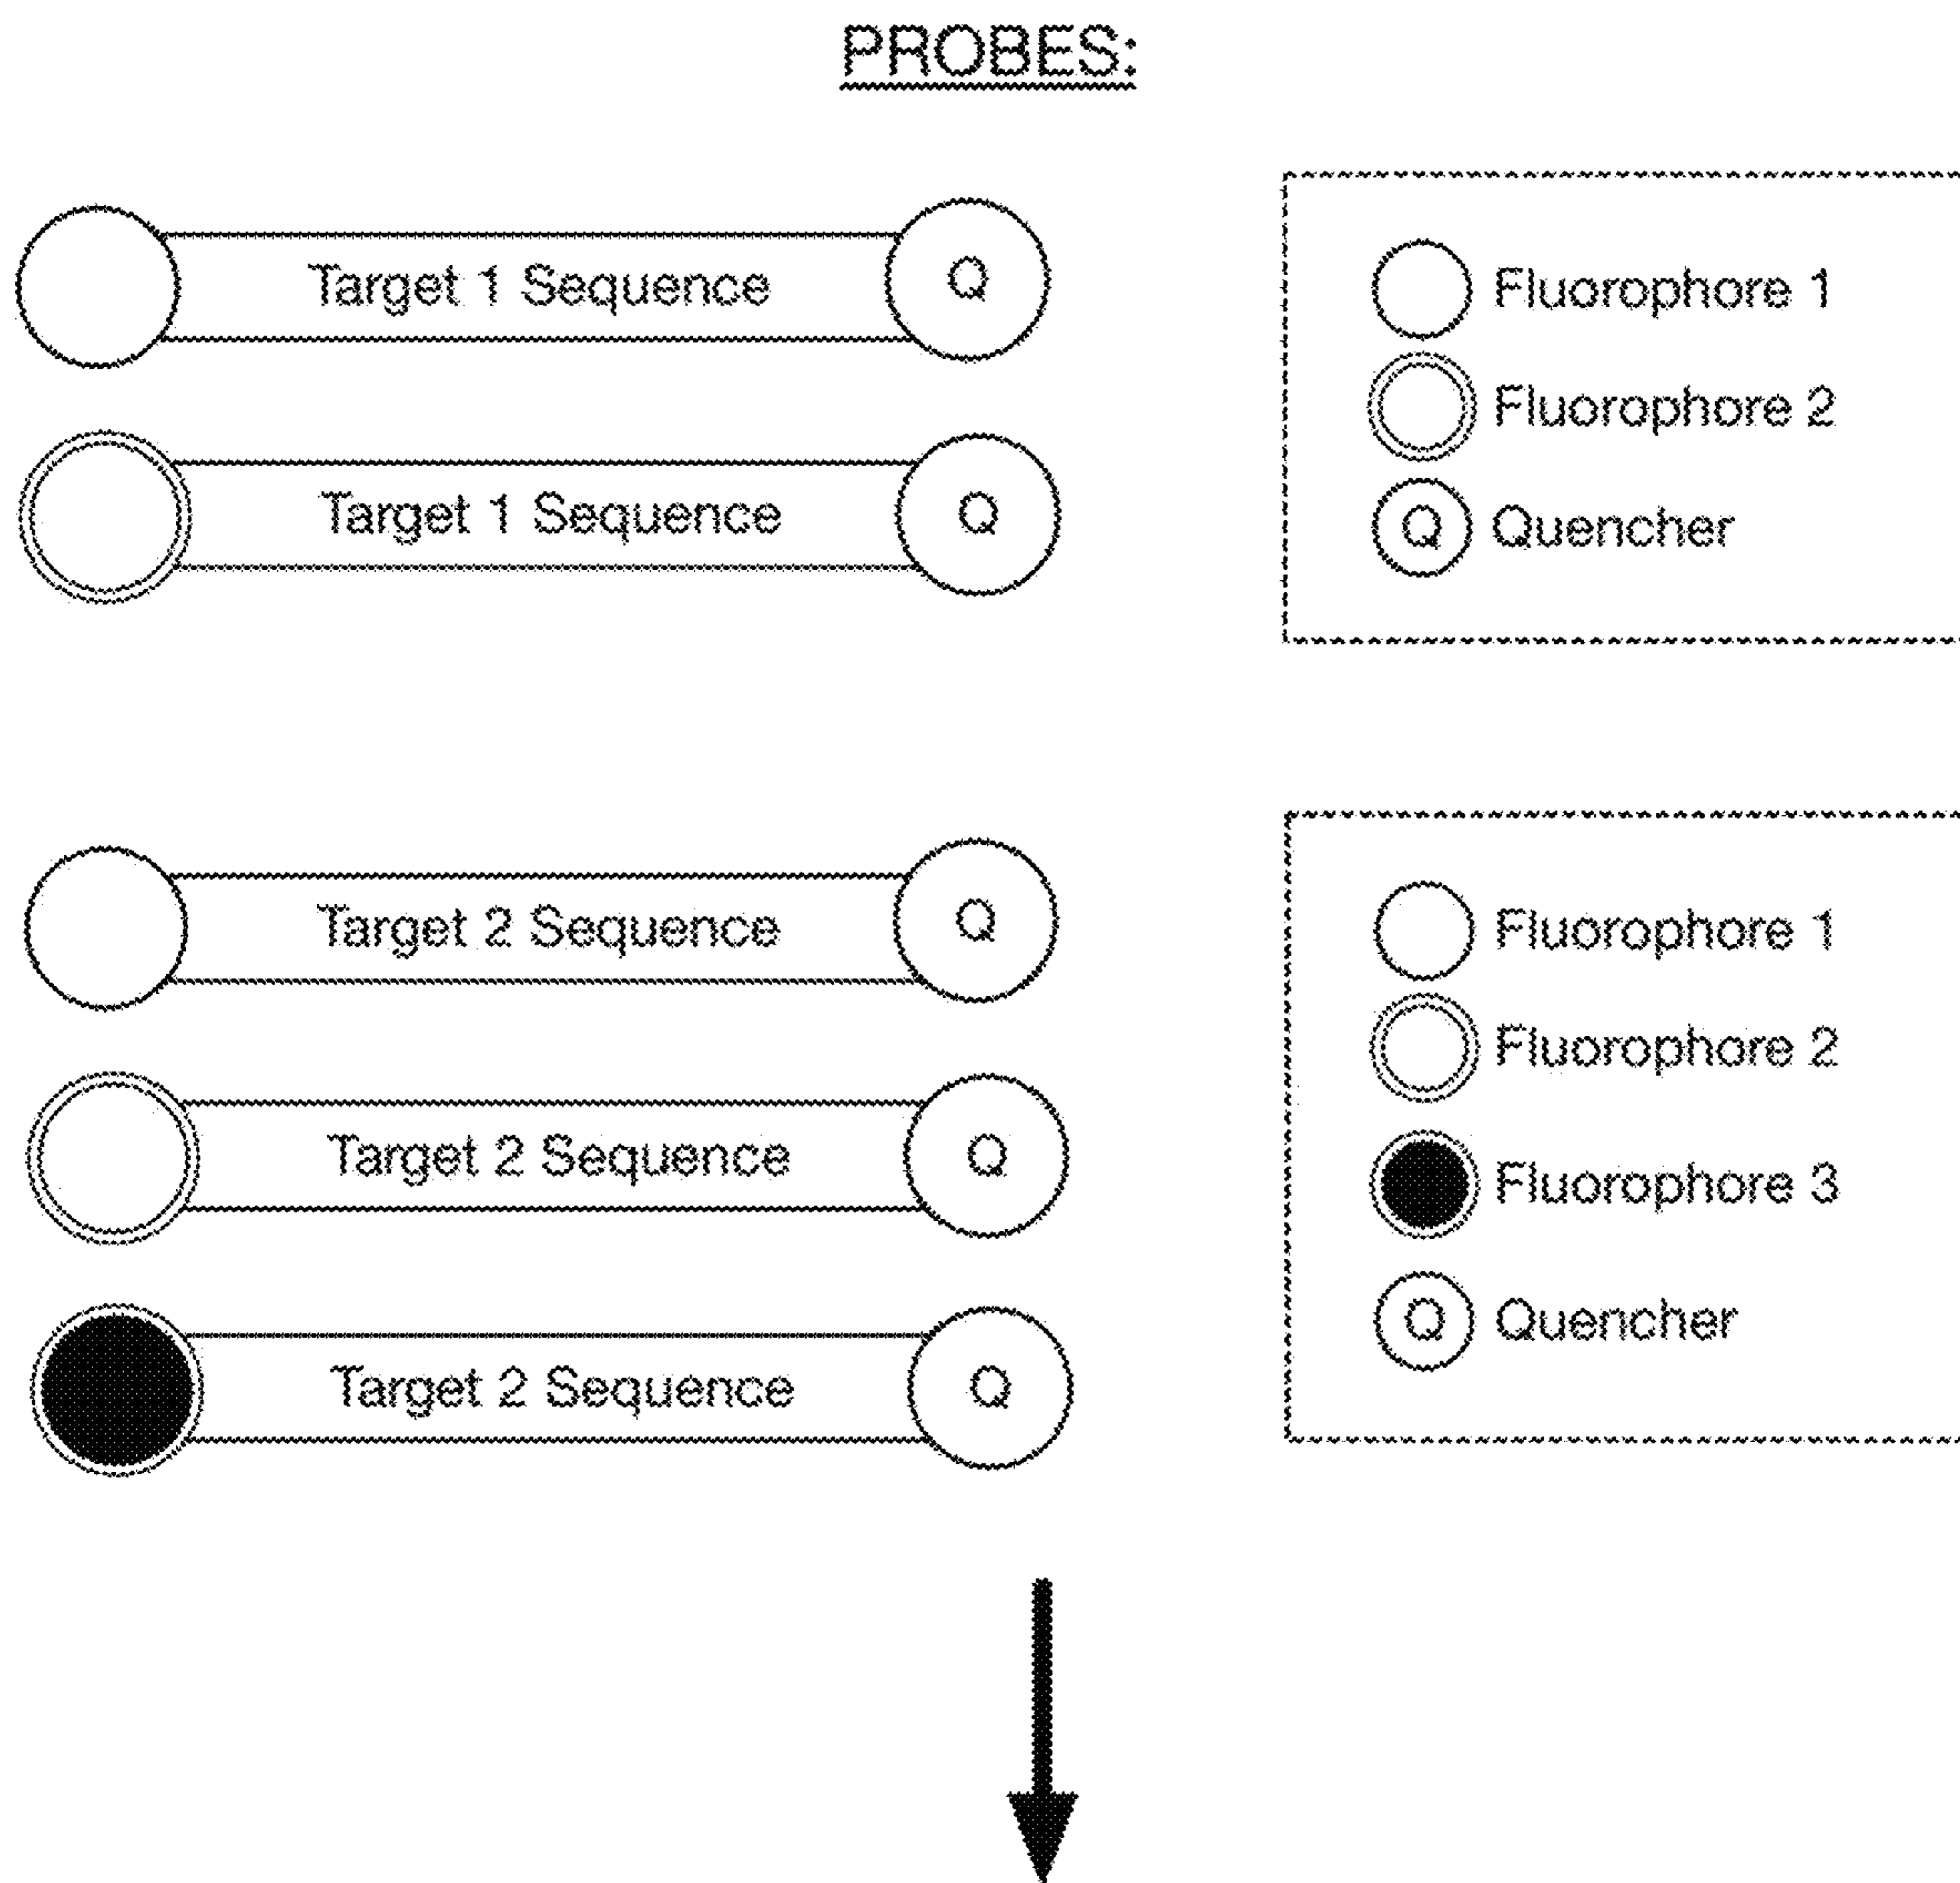 PROBES:
Target 1 Sequence
Q
Fluorophore 1
Fluorophore 2
Target 1 Sequence
Q
Q Quencher
Target 2 Sequence
Q
Fluorophore 1
Fluorophore 2
Target 2 Sequence
Q
Fluorophore 3
Q Quencher
Target 2 Sequence
Q